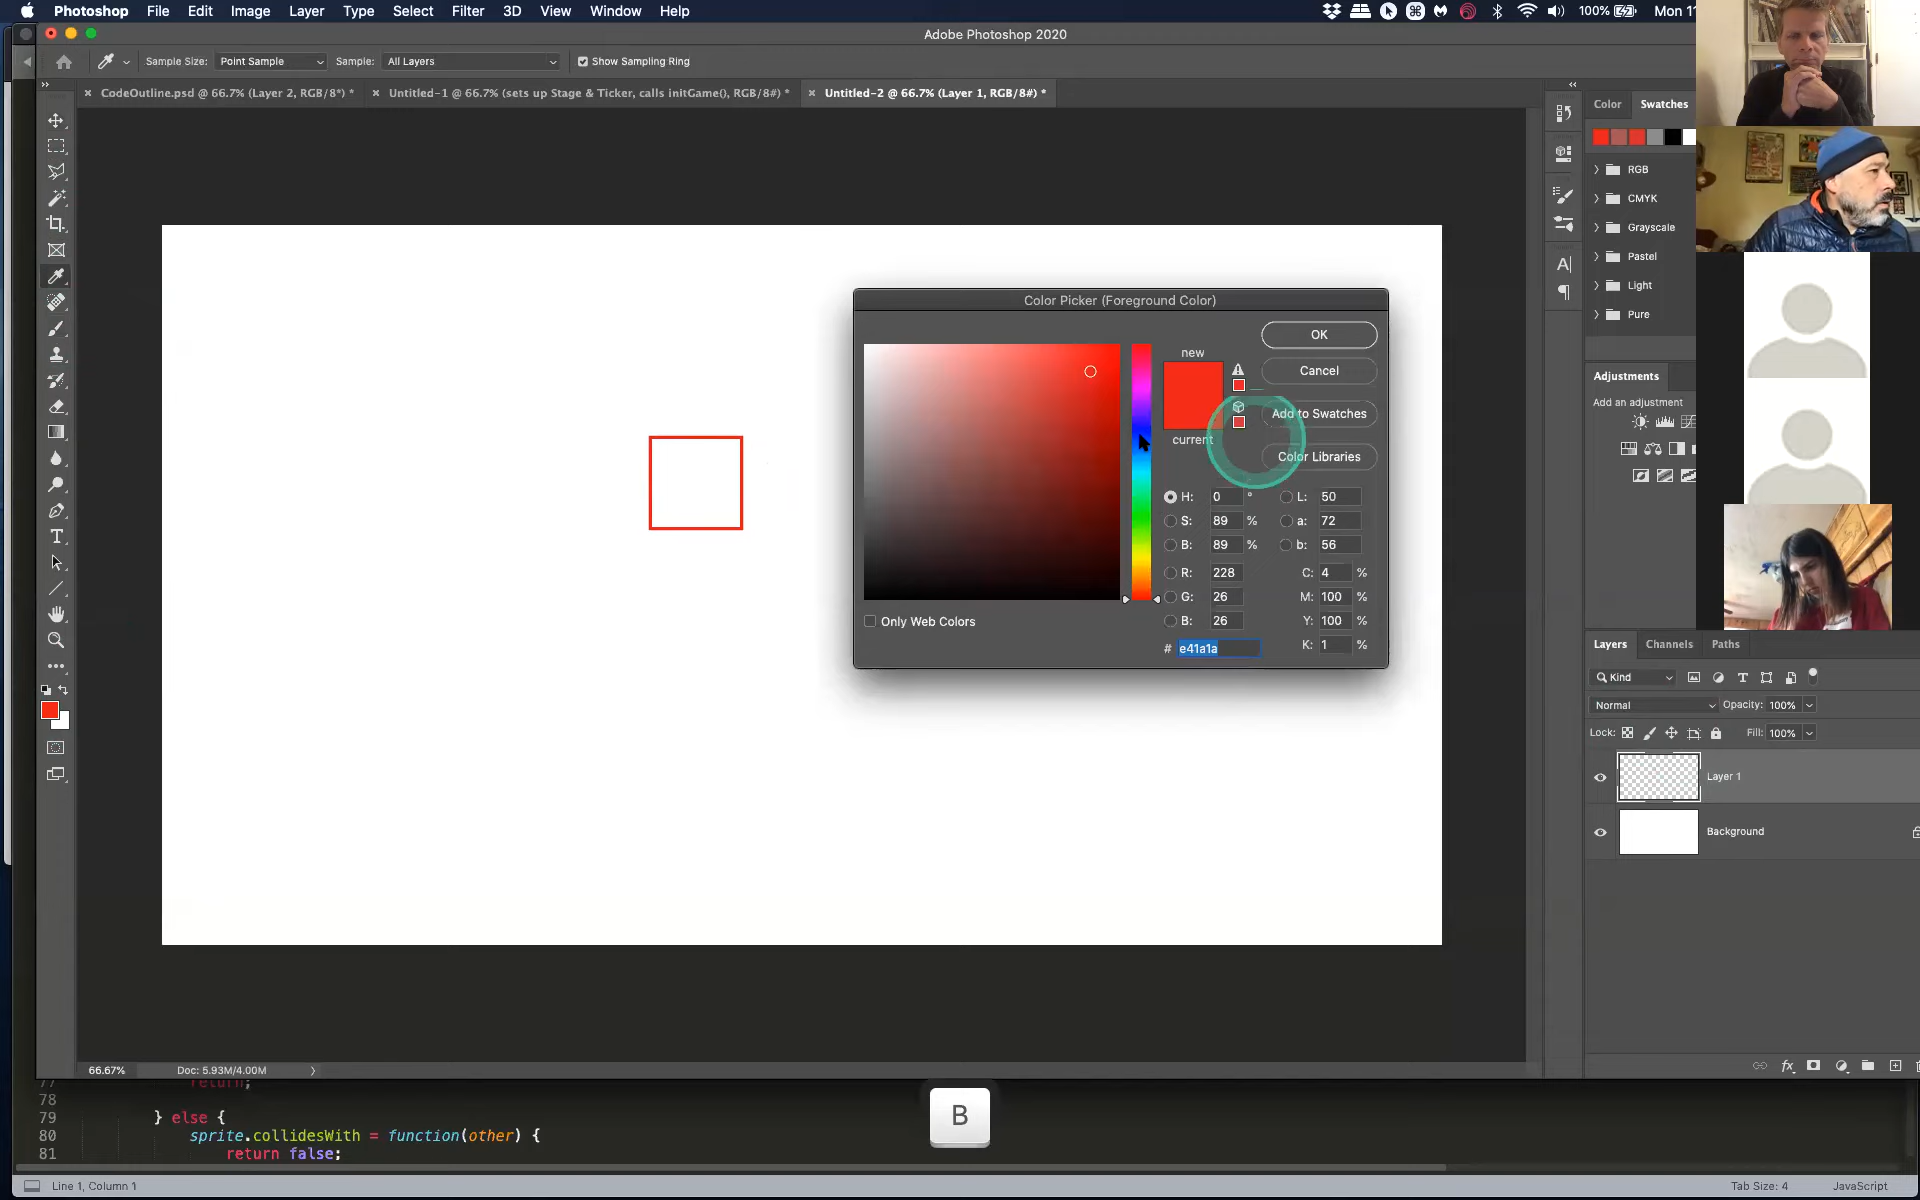 Photoshop File Edit Image Layer Type Select Filter 3D View Window Help 100% Mon 11
Adobe Photoshop 2020
Sample Size: Point Sample Sample: All Layers Show Sampling Ring
CodeOutline.psd @ 66.7% (Layer 2, RGB/8*) * Untitled-1 @ 66.7% (sets up Stage & Ticker, calls initGame(), RGB/8#) * Untitled-2 @ 66.7% (Layer 1, RGB/8#) *
Color Swatches
RGB
CMYK
Grayscale
Pastel
Light
Pure
Adjustments
Add an adjustment
Color Picker (Foreground Color)
new
current
OK
Cancel
Add to Swatches
Color Libraries
H: 0 ° L: 50
S: 89 % a: 72
B: 89 % b: 56
R: 228 C: 4 %
G: 26 M: 100 %
B: 26 Y: 100 %
# e41a1a K: 1 %
Only Web Colors
Layers Channels Paths
Kind
Normal Opacity: 100%
Lock: Fill: 100%
Layer 1
Background
66.67% Doc: 5.93M/4.00M
77 return;
78
79 } else {
80 sprite.collidesWith = function(other) {
81 return false;
B
Line 1, Column 1 Tab Size: 4 JavaScript